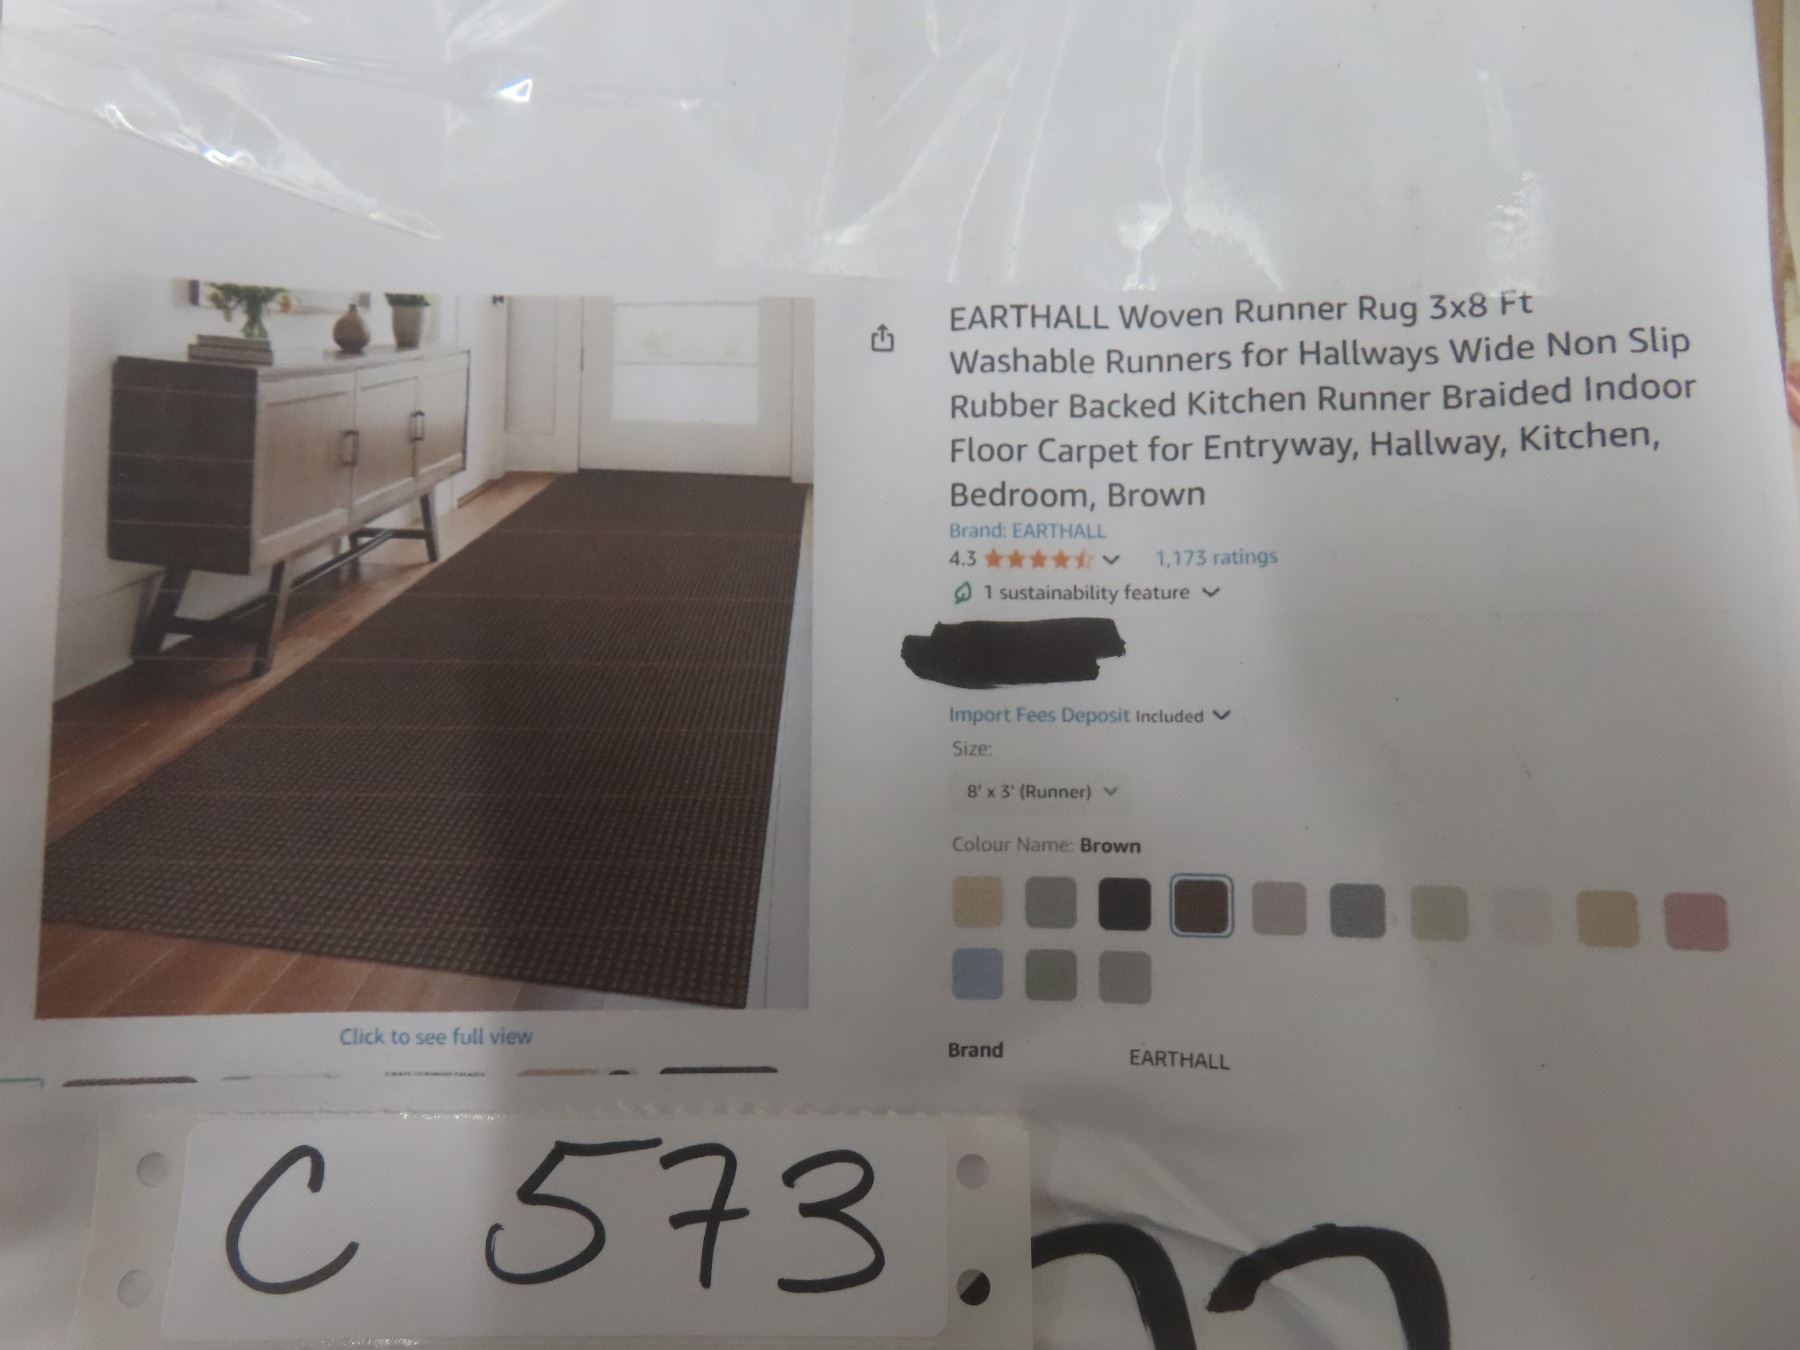 EARTHALL Woven Runner Rug 3x8 Ft
Washable Runners for Hallways Wide Non Slip
Rubber Backed Kitchen Runner Braided Indoor
Floor Carpet for Entryway, Hallway, Kitchen,
Bedroom, Brown
Brand: EARTHALL
4.3 1,173 ratings
1 sustainability feature
Import Fees Deposit Included
Size:
8' x 3' (Runner)
Colour Name: Brown
Brand EARTHALL
Click to see full view
C 573